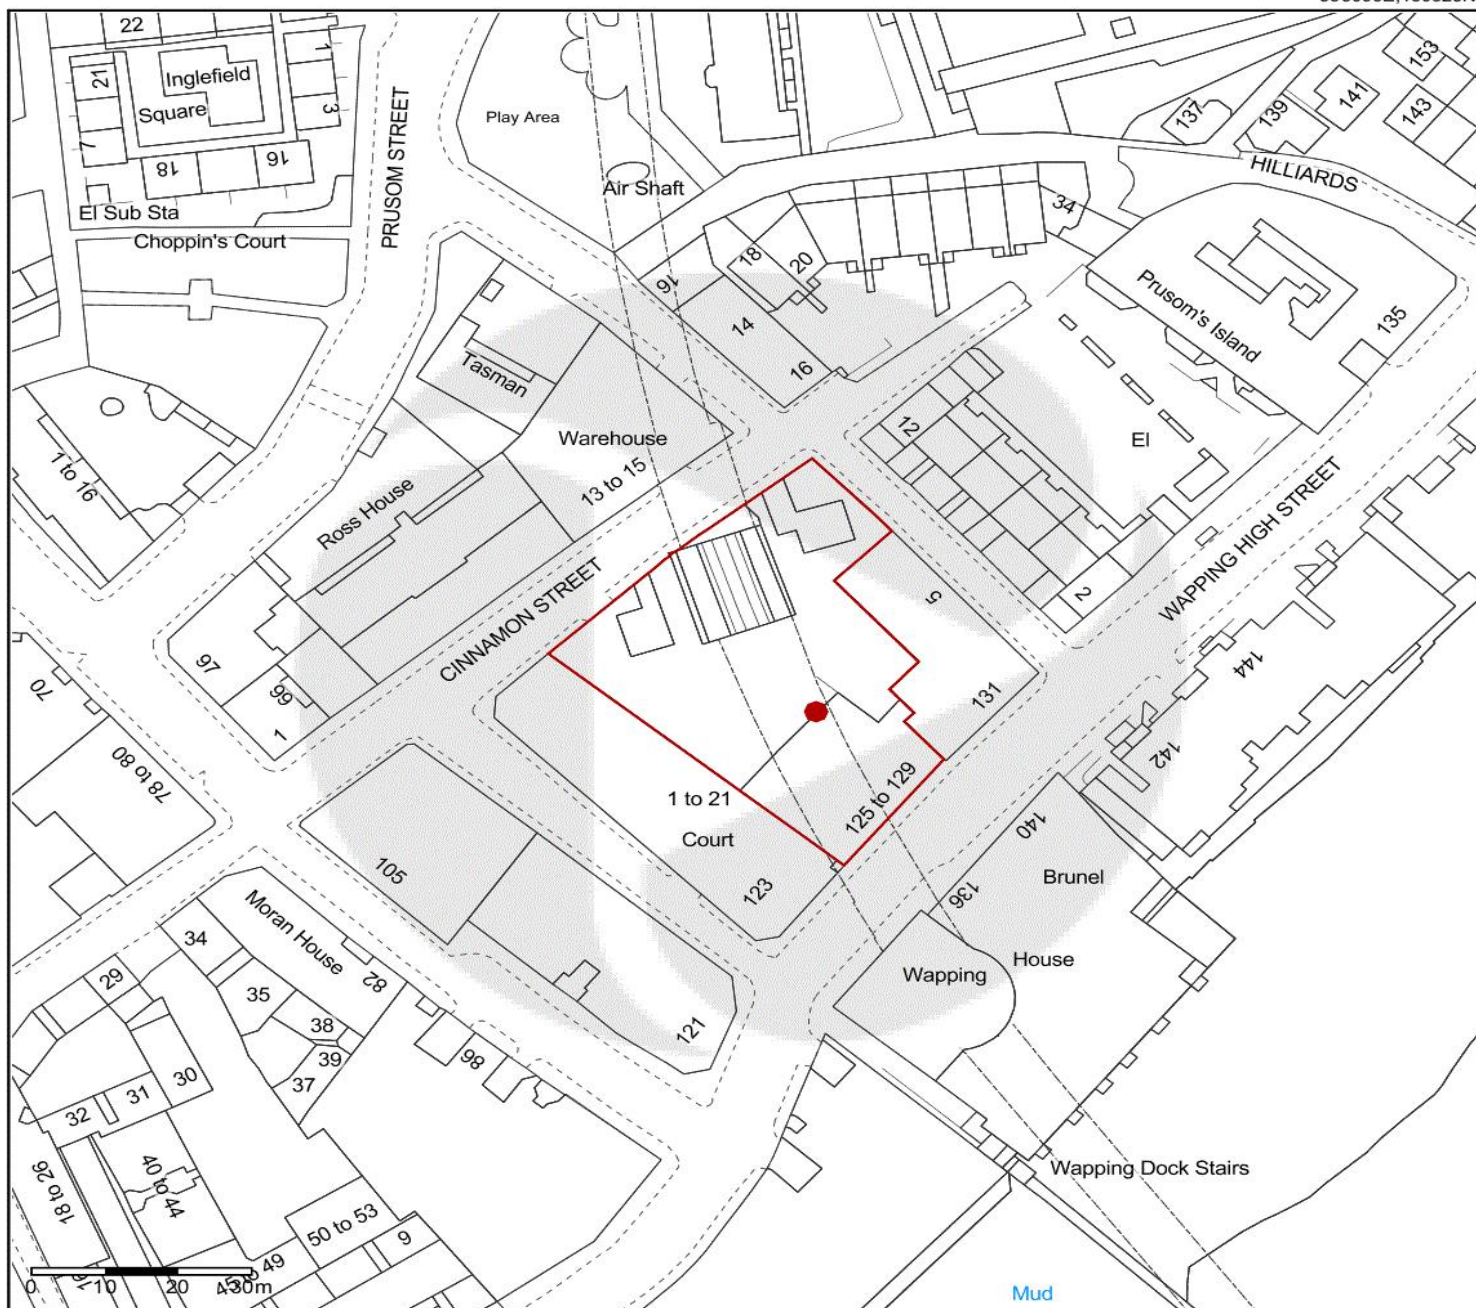 22
Inglefield
Square
21
1
3
7
18
16
El Sub Sta
Choppin's Court
PRUSOM STREET
Play Area
Air Shaft
137
139
141
153
143
HILLIARDS
34
18
20
16
14
16
Prusom's Island
135
Tasman
Warehouse
13 to 15
12
El
1 to 16
Ross House
CINNAMON STREET
WAPPING HIGH STREET
5
2
97
99
1
70
78 to 80
131
144
142
1 to 21
Court
125 to 129
123
140
136
Brunel
House
Wapping
105
Moran House
82
34
35
38
39
37
29
30
31
32
86
121
18 to 26
40 to 44
50 to 53
9
Wapping Dock Stairs
0 10 20 30m
Mud